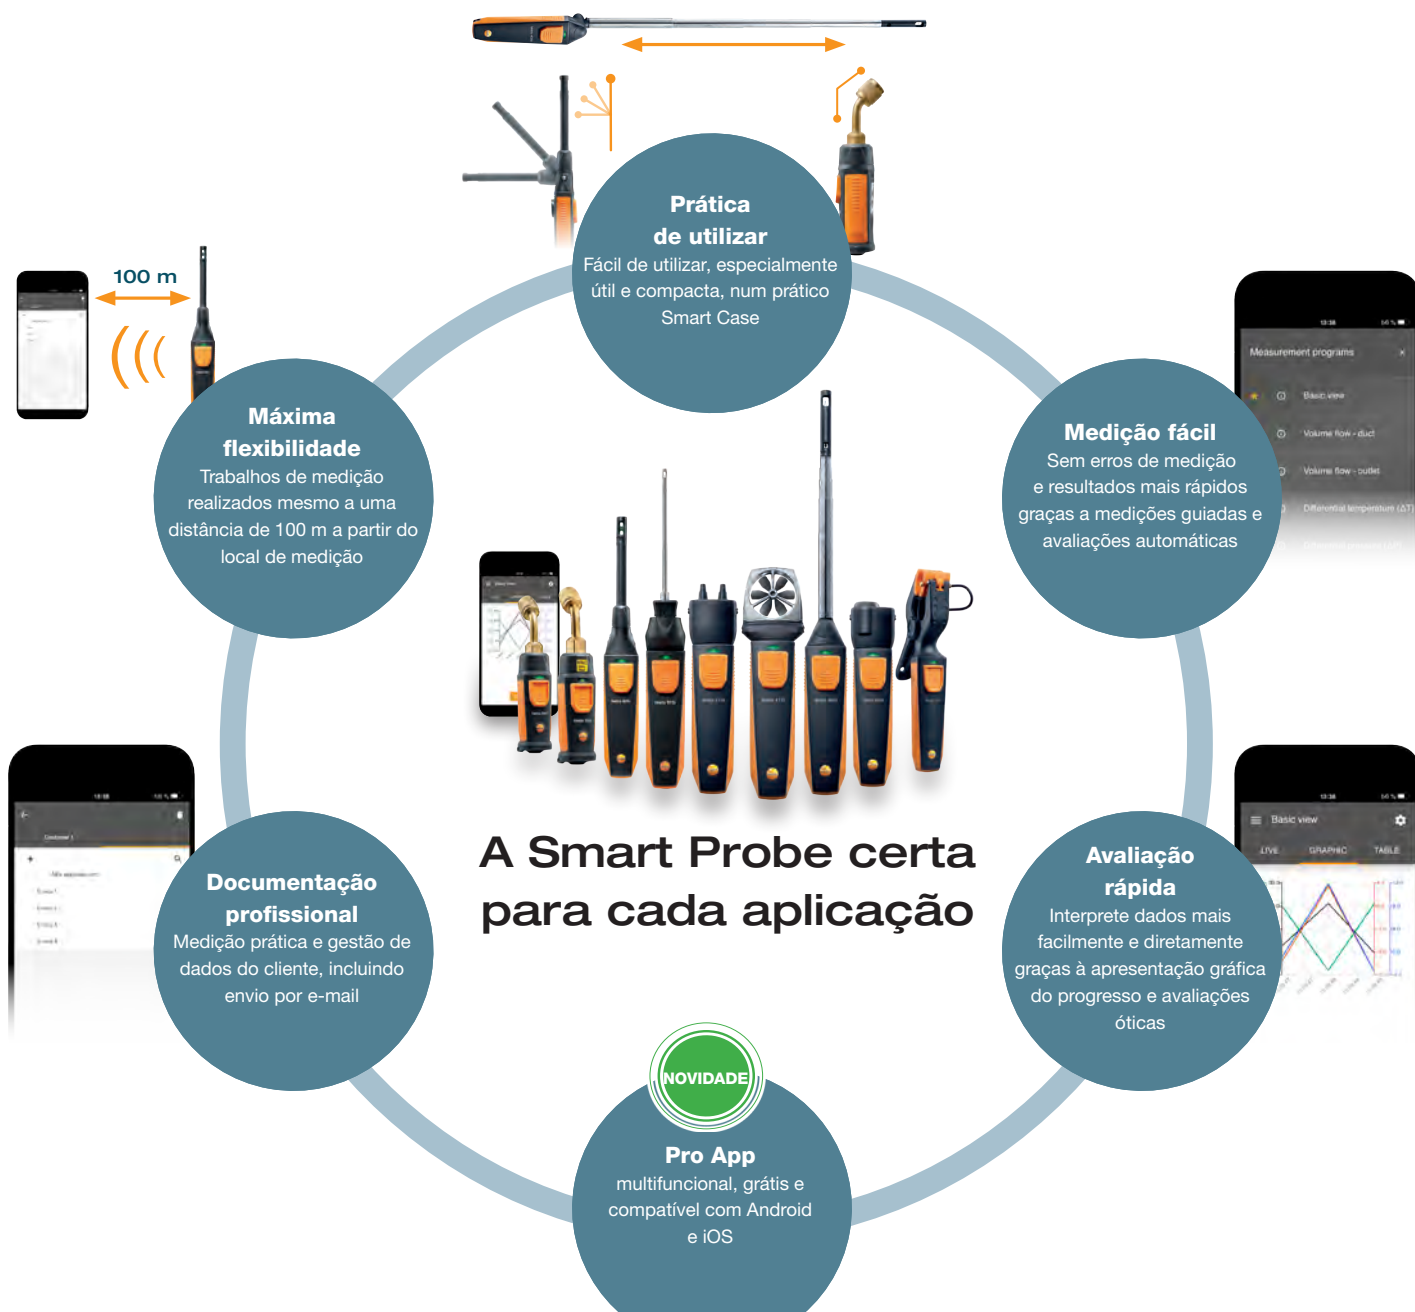 Prática
de utilizar
Fácil de utilizar, especialmente
útil e compacta, num prático
Smart Case
100 m
Máxima
flexibilidade
Trabalhos de medição
realizados mesmo a uma
distância de 100 m a partir do
local de medição
Medição fácil
Sem erros de medição
e resultados mais rápidos
graças a medições guiadas e
avaliações automáticas
Measurement programs
Basic view
Volume flow - duct
Volume flow - outlet
Differential temperature (ΔT)
A Smart Probe certa
para cada aplicação
Documentação
profissional
Medição prática e gestão de
dados do cliente, incluindo
envio por e-mail
Customer 1
Avaliação
rápida
Interprete dados mais
facilmente e diretamente
graças à apresentação gráfica
do progresso e avaliações
óticas
Basic view
LIVE GRAPHIC TABLE
NOVIDADE
Pro App
multifuncional, grátis e
compatível com Android
e iOS